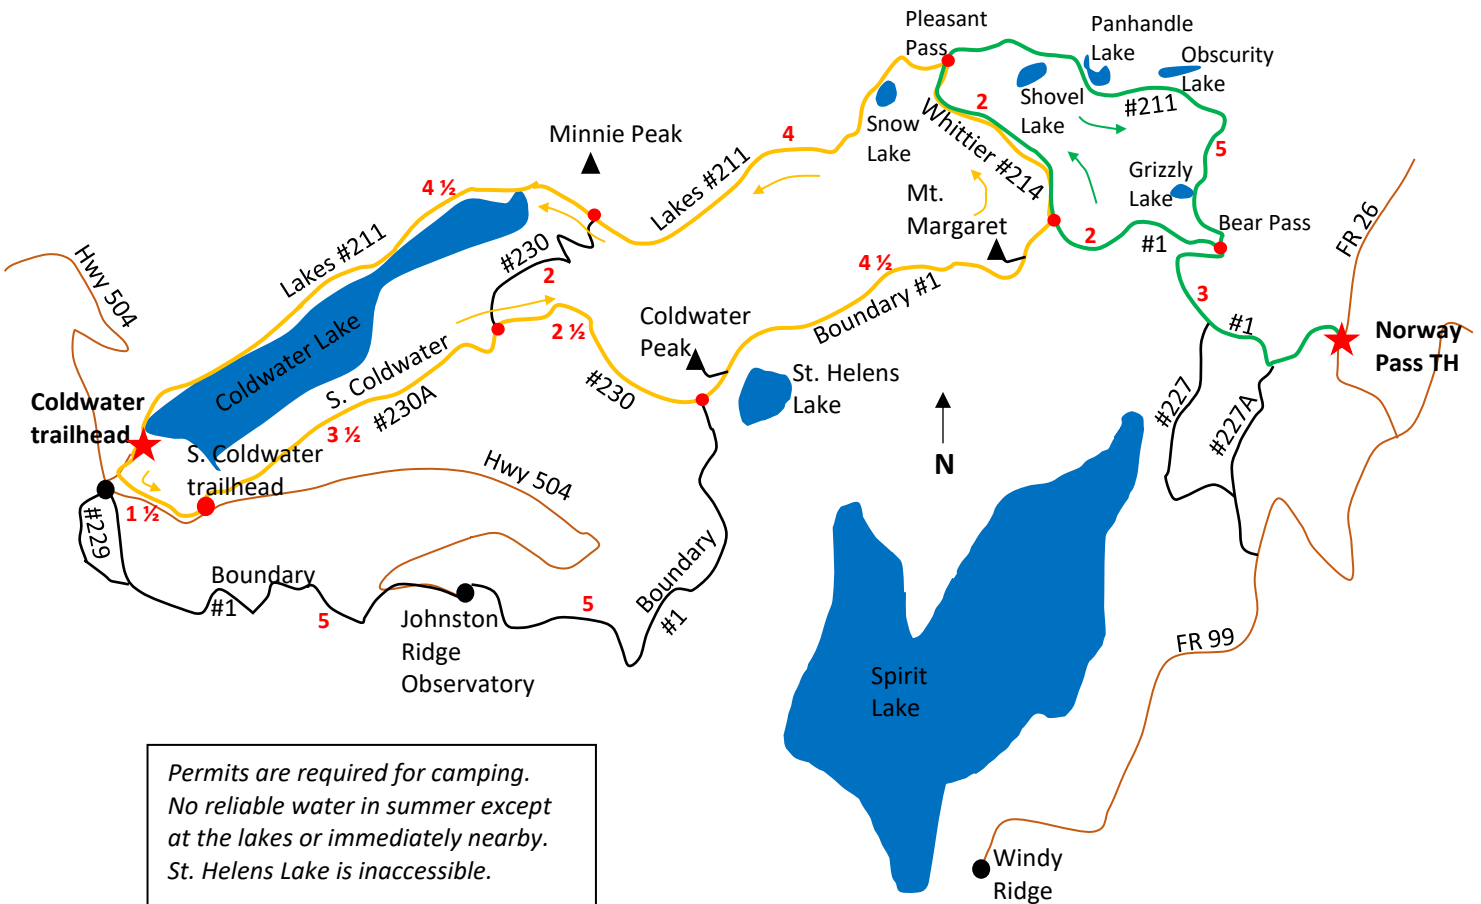 Pleasant
Pass
Panhandle
Lake
Obscurity
Lake
Shovel
Lake
#211
2
Snow
Lake
Whittier #214
Minnie Peak
4
5
Grizzly
Lake
4 ½
Lakes #211
Mt.
Margaret
Bear Pass
FR 26
2
#1
Hwy 504
Lakes #211
#230
2
4 ½
Boundary #1
3
#1
Norway
Pass TH
Coldwater Lake
S. Coldwater
#230A
2 ½
Coldwater
Peak
St. Helens
Lake
#230
Coldwater
trailhead
3 ½
S. Coldwater
trailhead
#227
#227A
N
Hwy 504
1 ½
#229
Boundary
#1
5
Johnston
Ridge
Observatory
5
Boundary
#1
FR 99
Spirit
Lake
Permits are required for camping.
No reliable water in summer except
at the lakes or immediately nearby.
St. Helens Lake is inaccessible.
Windy
Ridge